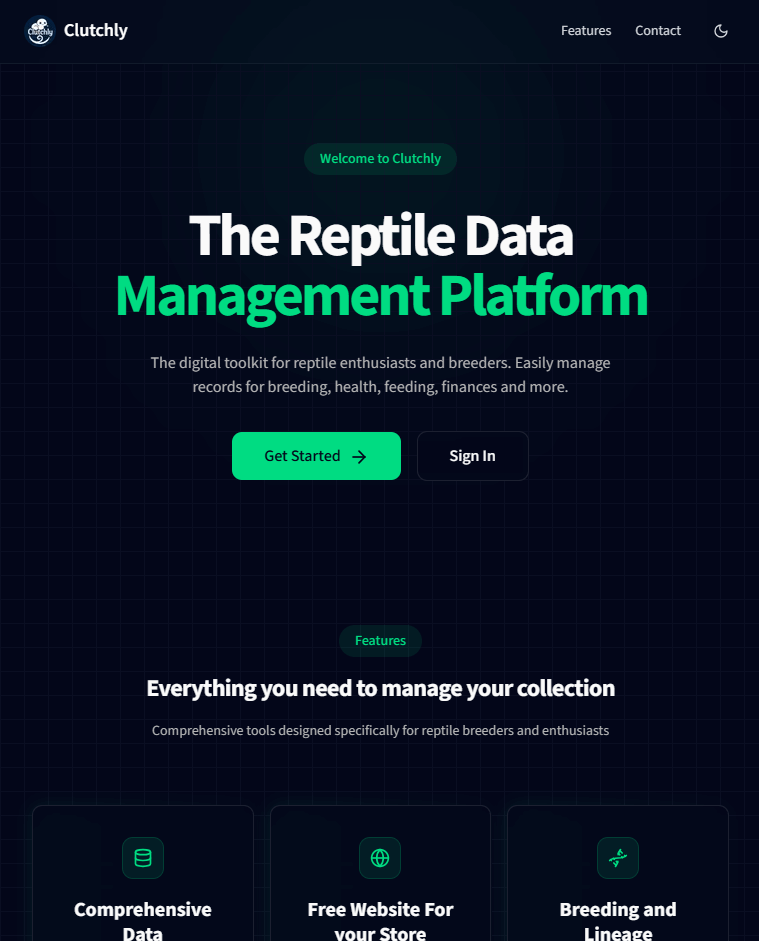 Clutchly
Clutchly
Features
Contact
Welcome to Clutchly
The Reptile Data
Management Platform
The digital toolkit for reptile enthusiasts and breeders. Easily manage
records for breeding, health, feeding, finances and more.
Get Started
Sign In
Features
Everything you need to manage your collection
Comprehensive tools designed specifically for reptile breeders and enthusiasts
Comprehensive
Data
Free Website For
your Store
Breeding and
Lineage